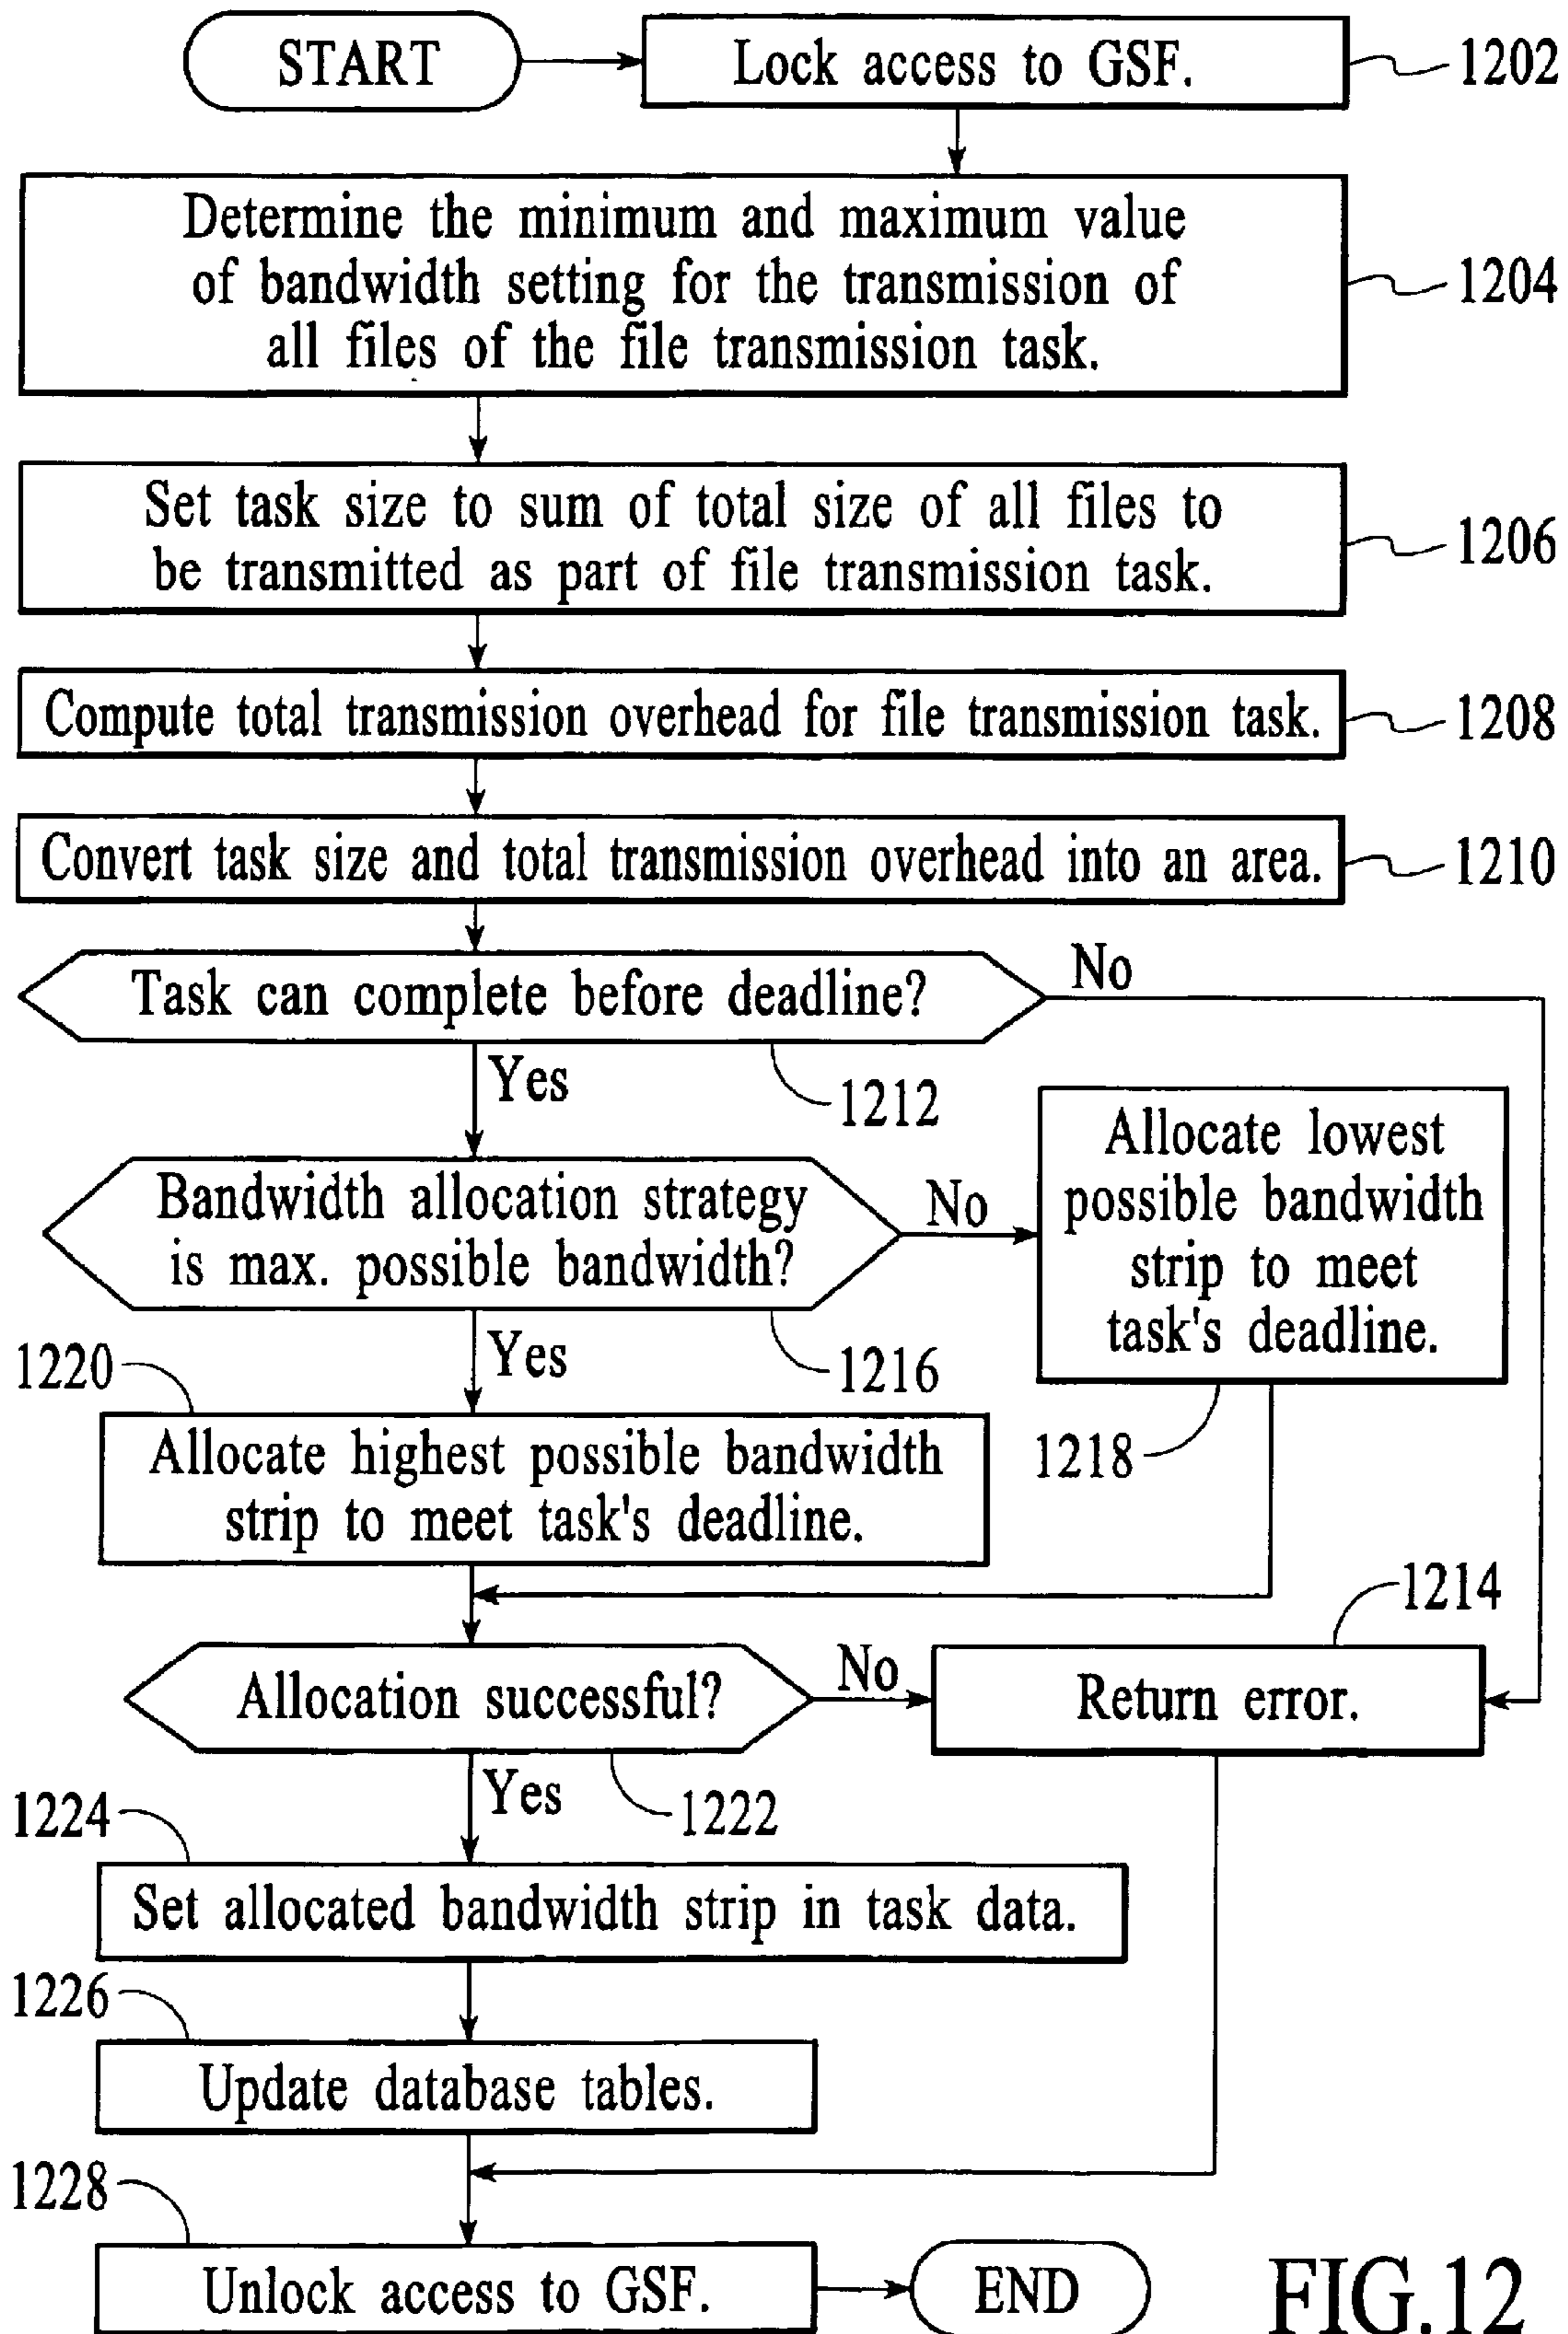 START
Lock access to GSF.
1202
Determine the minimum and maximum value
of bandwidth setting for the transmission of
all files of the file transmission task.
1204
Set task size to sum of total size of all files to
be transmitted as part of file transmission task.
1206
Compute total transmission overhead for file transmission task.
1208
Convert task size and total transmission overhead into an area.
1210
Task can complete before deadline?
No
Yes
1212
Bandwidth allocation strategy
is max. possible bandwidth?
No
Allocate lowest
possible bandwidth
strip to meet
task's deadline.
Yes
1216
1218
1220
Allocate highest possible bandwidth
strip to meet task's deadline.
1214
Allocation successful?
No
Return error.
Yes
1222
1224
Set allocated bandwidth strip in task data.
1226
Update database tables.
1228
Unlock access to GSF.
END
FIG.12